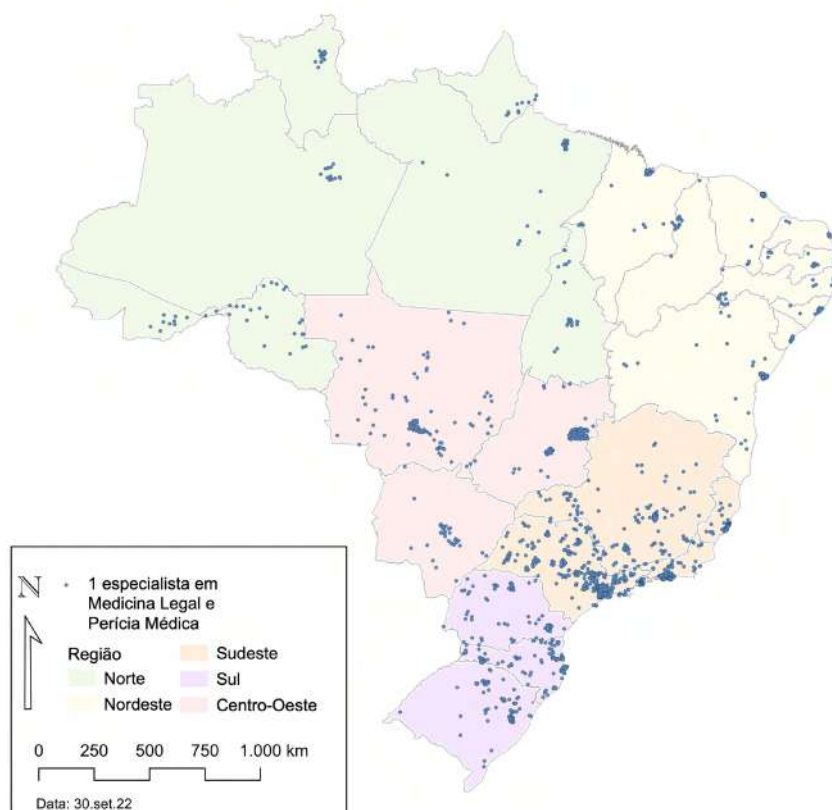 N
1 especialista em
Medicina Legal e
Perícia Médica
Região
Norte
Nordeste
Sudeste
Sul
Centro-Oeste
0 250 500 750 1.000 km
Data: 30.set.22